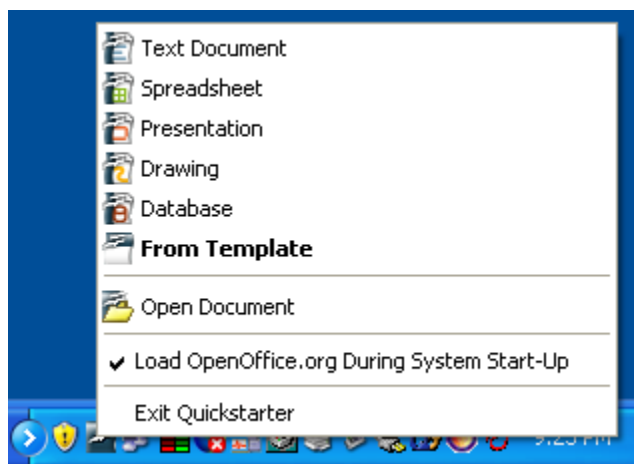 Text Document
Spreadsheet
Presentation
Drawing
Database
From Template
Open Document
Load OpenOffice.org During System Start-Up
Exit Quickstarter